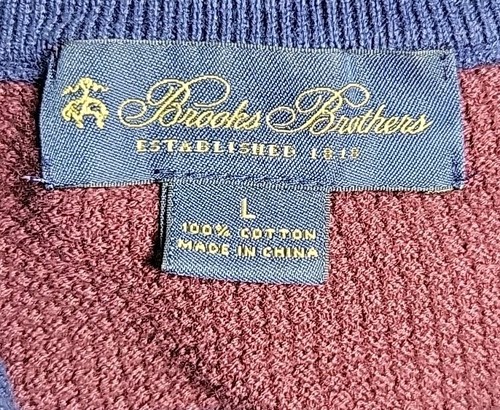 Brooks Brothers
ESTABLISHED 1818
L
100% COTTON
MADE IN CHINA